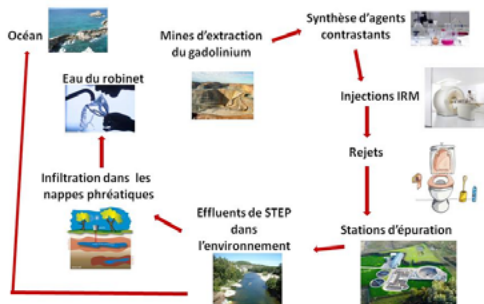 Océan
Mines d'extraction
du gadolinium
Synthèse d'agents
contrastants
Eau du robinet
Injections IRM
Rejets
Infiltration dans les
nappes phréatiques
Effluents de STEP
dans
l'environnement
Stations d'épuration